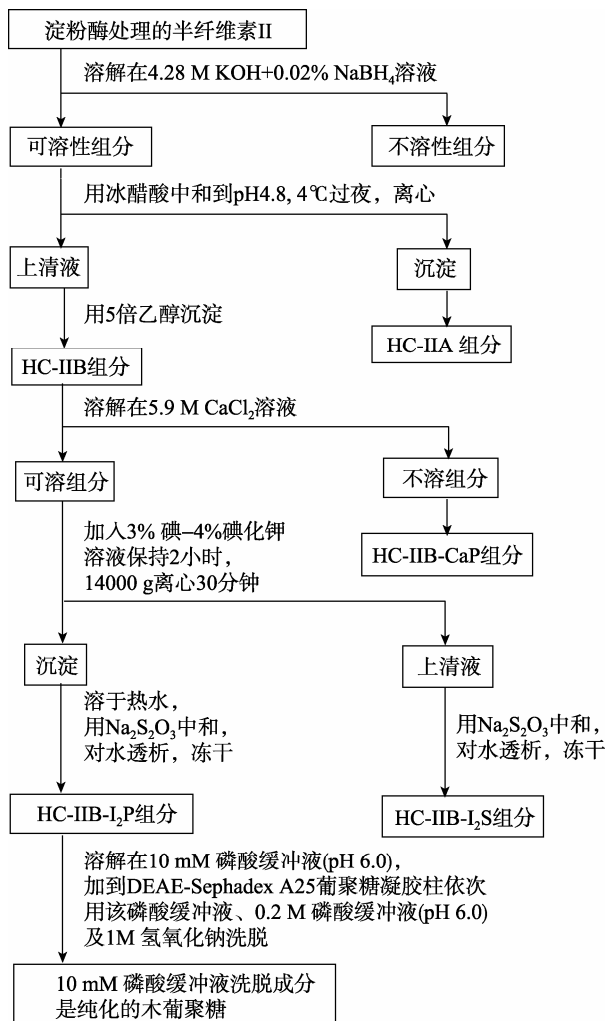 淀粉酶处理的半纤维素II
溶解在4.28 M KOH+0.02% NaBH₄溶液
可溶性组分
不溶性组分
用冰醋酸中和到pH4.8, 4℃过夜，离心
上清液
沉淀
用5倍乙醇沉淀
HC-IIA 组分
HC-IIB组分
溶解在5.9 M CaCl₂溶液
可溶组分
不溶组分
加入3% 碘–4%碘化钾
溶液保持2小时，
14000 g离心30分钟
HC-IIB-CaP组分
沉淀
上清液
溶于热水，
用Na₂S₂O₃中和，
对水透析，冻干
用Na₂S₂O₃中和，
对水透析，冻干
HC-IIB-I₂P组分
HC-IIB-I₂S组分
溶解在10 mM 磷酸缓冲液(pH 6.0)，
加到DEAE-Sephadex A25葡聚糖凝胶柱依次
用该磷酸缓冲液、0.2 M 磷酸缓冲液(pH 6.0)
及1M 氢氧化钠洗脱
10 mM 磷酸缓冲液洗脱成分
是纯化的木葡聚糖